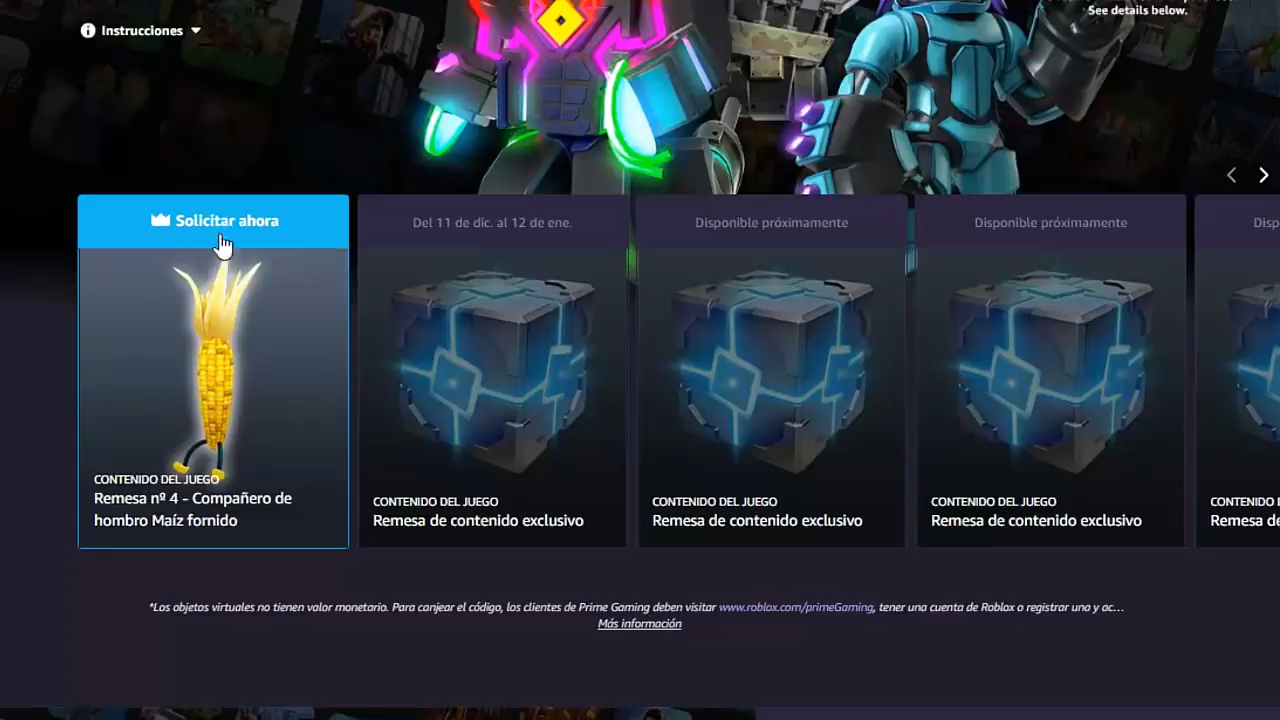 See details below.
Instrucciones
Solicitar ahora
Del 11 de dic. al 12 de ene.
Disponible próximamente
Disponible próximamente
Disp
CONTENIDO DEL JUEGO
Remesa nº 4 - Compañero de
hombro Maíz fornido
CONTENIDO DEL JUEGO
Remesa de contenido exclusivo
CONTENIDO DEL JUEGO
Remesa de contenido exclusivo
CONTENIDO DEL JUEGO
Remesa de contenido exclusivo
CONTENIDO
Remesa de
*Los objetos virtuales no tienen valor monetario. Para canjear el código, los clientes de Prime Gaming deben visitar www.roblox.com/primeGaming, tener una cuenta de Roblox o registrar una y ac...
Más información